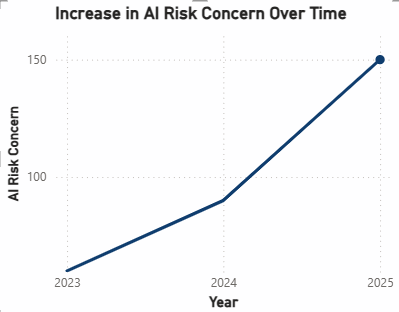 Increase in AI Risk Concern Over Time
150
100
AI Risk Concern
2023 2024 2025
Year